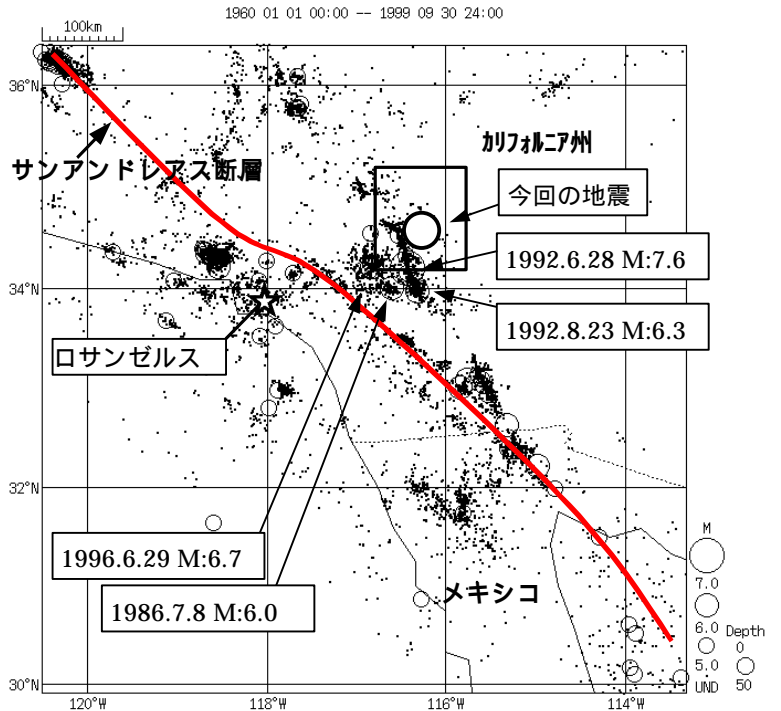 1960 01 01 00:00 -- 1999 09 30 24:00
100km
36°N
ｶﾘﾌｫﾙﾆｱ州
サンアンドレアス断層
今回の地震
1992.6.28 M:7.6
34°N
1992.8.23 M:6.3
ロサンゼルス
32°N
1996.6.29 M:6.7
メキシコ
1986.7.8 M:6.0
M
7.0
6.0
5.0
UND
Depth
0
50
30°N
120°W
118°W
116°W
114°W